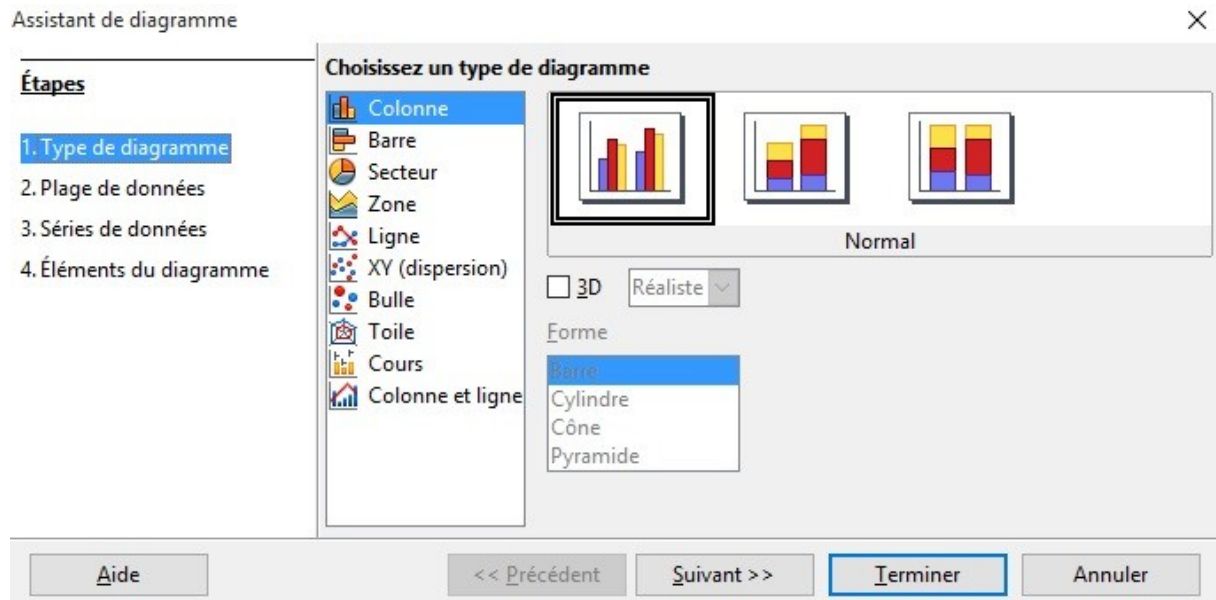 Assistant de diagramme
Étapes
1. Type de diagramme
2. Plage de données
3. Séries de données
4. Éléments du diagramme
Choisissez un type de diagramme
Colonne
Barre
Secteur
Zone
Ligne
XY (dispersion)
Bulle
Toile
Cours
Colonne et ligne
Normal
3D
Réaliste
Forme
Barre
Cylindre
Cône
Pyramide
Aide
<< Précédent
Suivant >>
Terminer
Annuler